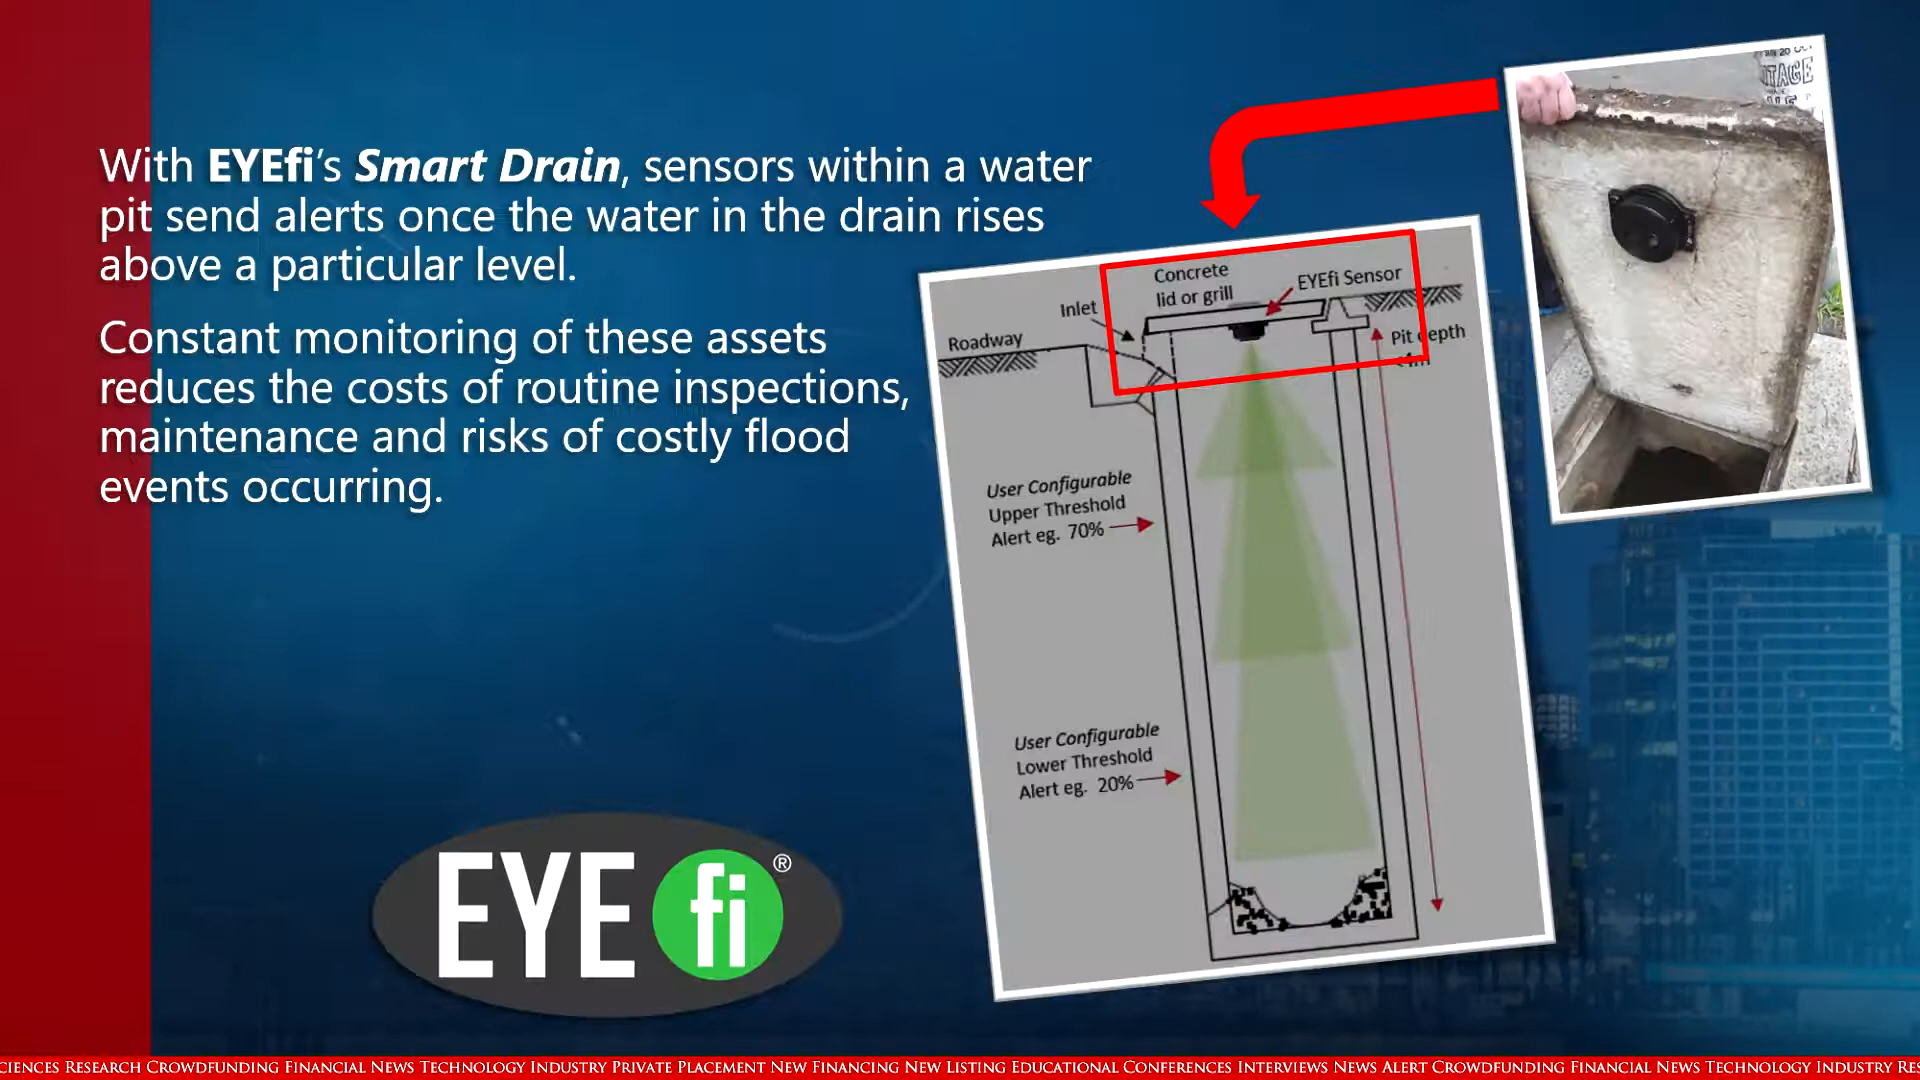 With EYEfi's Smart Drain, sensors within a water
pit send alerts once the water in the drain rises
above a particular level.
Constant monitoring of these assets
reduces the costs of routine inspections,
maintenance and risks of costly flood
events occurring.
Concrete
lid or grill
EYEfi Sensor
Inlet
Roadway
Pit depth
User Configurable
Upper Threshold
Alert eg. 70%
User Configurable
Lower Threshold
Alert eg. 20%
EYE fi ®
SCIENCES RESEARCH CROWDFUNDING FINANCIAL NEWS TECHNOLOGY INDUSTRY PRIVATE PLACEMENT NEW FINANCING NEW LISTING EDUCATIONAL CONFERENCES INTERVIEWS NEWS ALERT CROWDFUNDING FINANCIAL NEWS TECHNOLOGY INDUSTRY RES